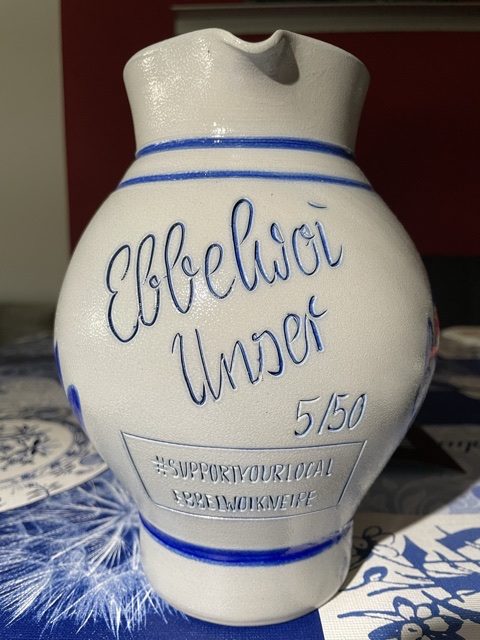 Ebbelwoi
Unser
5/50
#SUPPORTYOURLOCAL
EBBELWOIKNEIPE